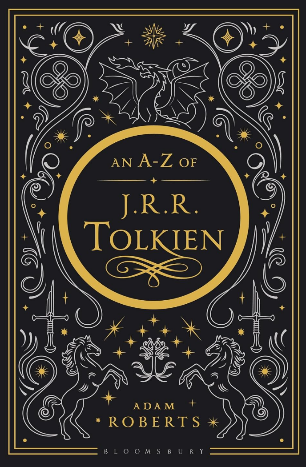 AN A-Z OF
J.R.R.
TOLKIEN
ADAM
ROBERTS
BLOOMSBURY